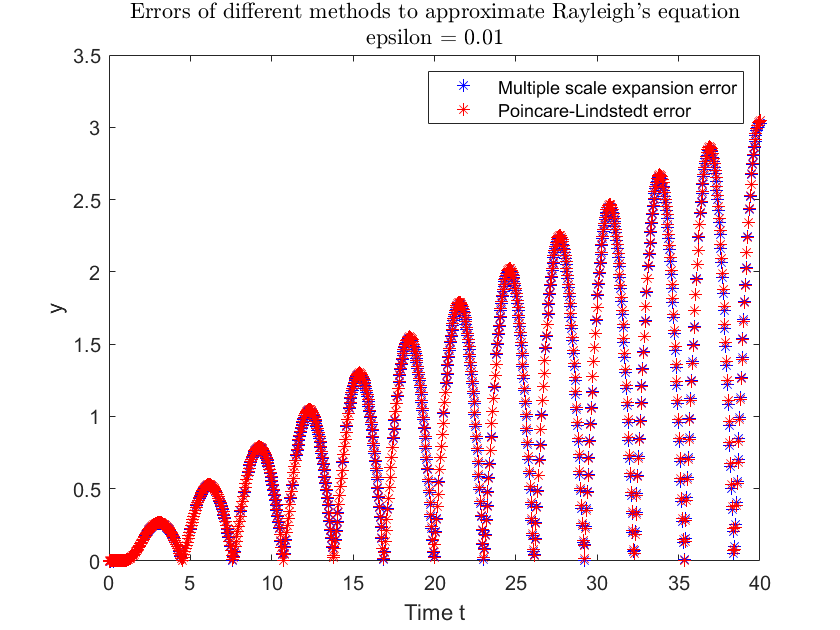 Errors of different methods to approximate Rayleigh's equation
epsilon = 0.01
Multiple scale expansion error
Poincare-Lindstedt error
3.5
3
2.5
2
1.5
1
0.5
0
y
0 5 10 15 20 25 30 35 40
Time t